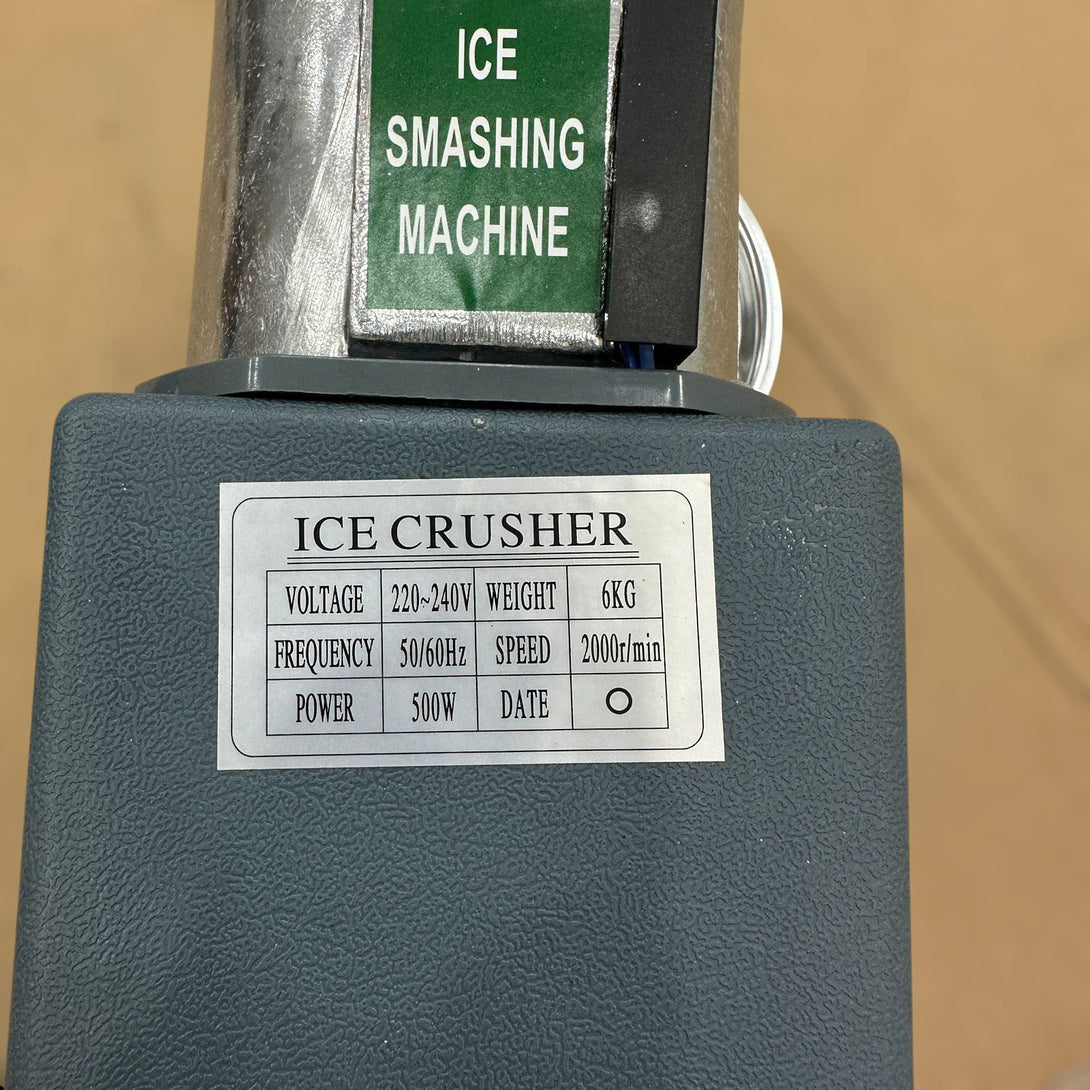 ICE
SMASHING
MACHINE
ICE CRUSHER
VOLTAGE 220~240V WEIGHT 6KG
FREQUENCY 50/60Hz SPEED 2000r/min
POWER 500W DATE O